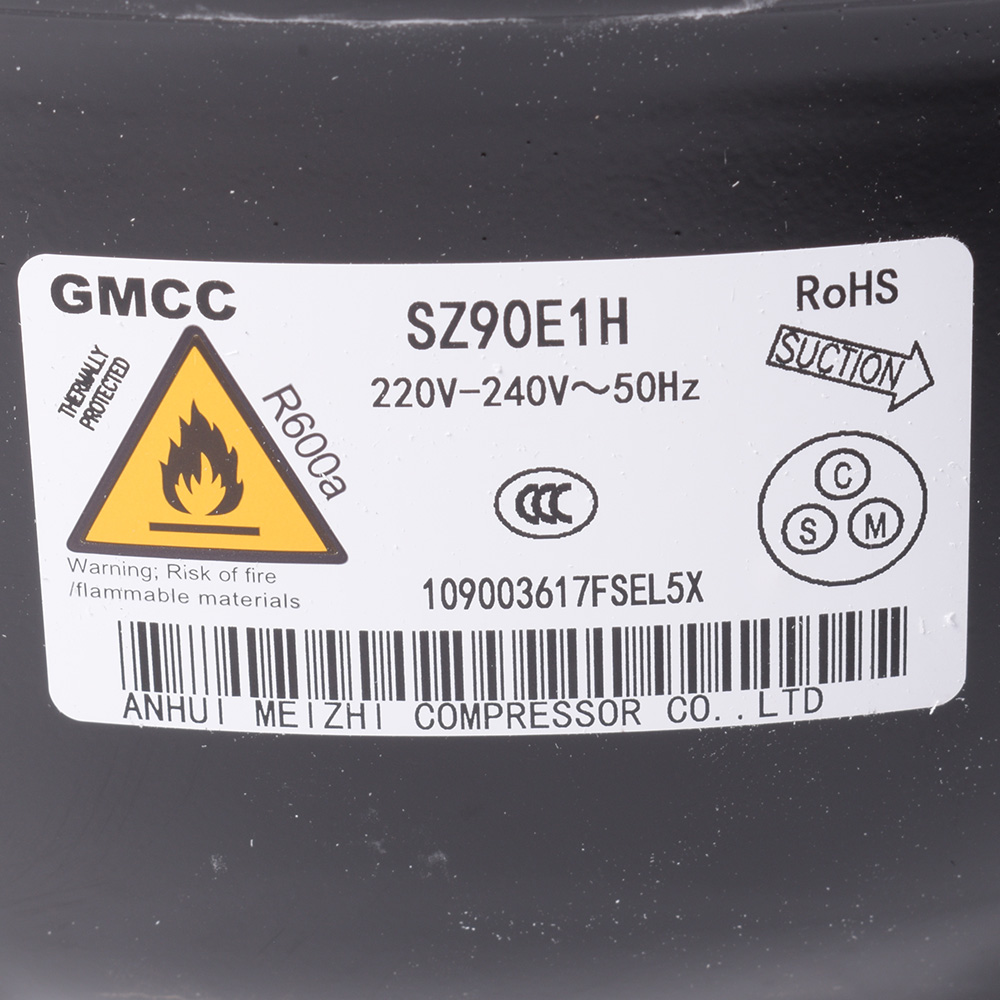 GMCC
SZ90E1H
RoHS
THERMALLY
PROTECTED
R600a
220V-240V～50Hz
SUCTION
CCC
C
S M
Warning; Risk of fire
/flammable materials
109003617FSEL5X
ANHUI MEIZHI COMPRESSOR CO..LTD